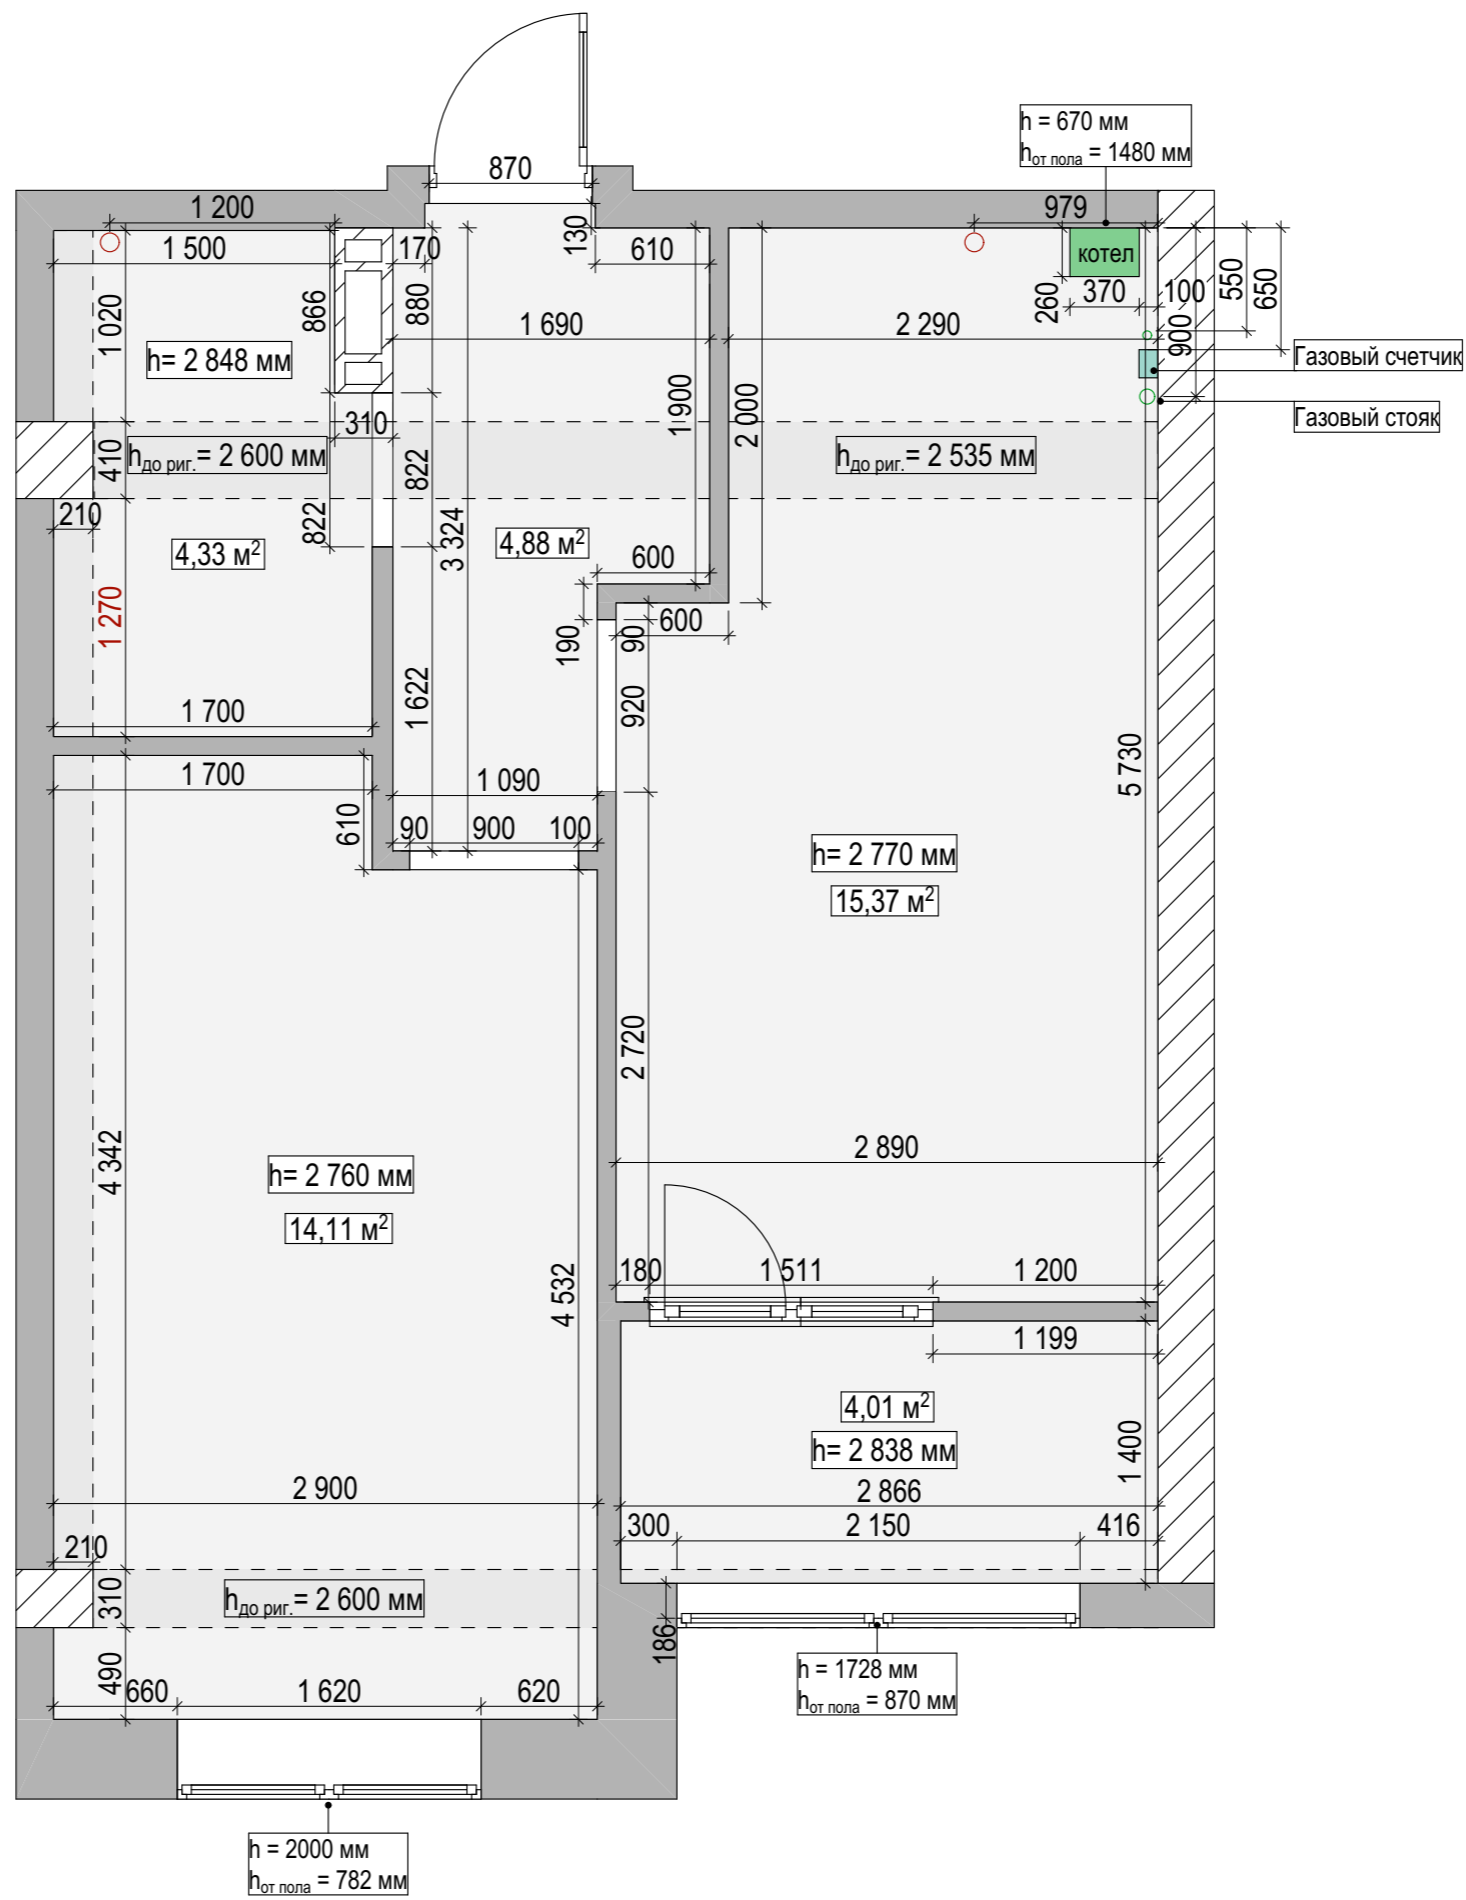 h = 670 мм
hот пола = 1480 мм
870
1 200
979
130
1 500
170
610
котел
550
650
1 020
866
880
260
370
100
900
1 690
2 290
h= 2 848 мм
Газовый счетчик
1 900
2 000
310
Газовый стояк
410
hдо риг.= 2 600 мм
822
hдо риг.= 2 535 мм
210
822
3 324
4,33 м²
4,88 м²
600
1 270
190
90
600
1 622
920
1 700
1 700
1 090
5 730
610
90
900
100
h= 2 770 мм
15,37 м²
2 720
4 342
h= 2 760 мм
2 890
14,11 м²
180
1 511
1 200
4 532
1 199
4,01 м²
h= 2 838 мм
1 400
2 900
2 866
300
2 150
416
210
310
hдо риг.= 2 600 мм
186
490
660
1 620
620
h = 1728 мм
hот пола = 870 мм
h = 2000 мм
hот пола = 782 мм